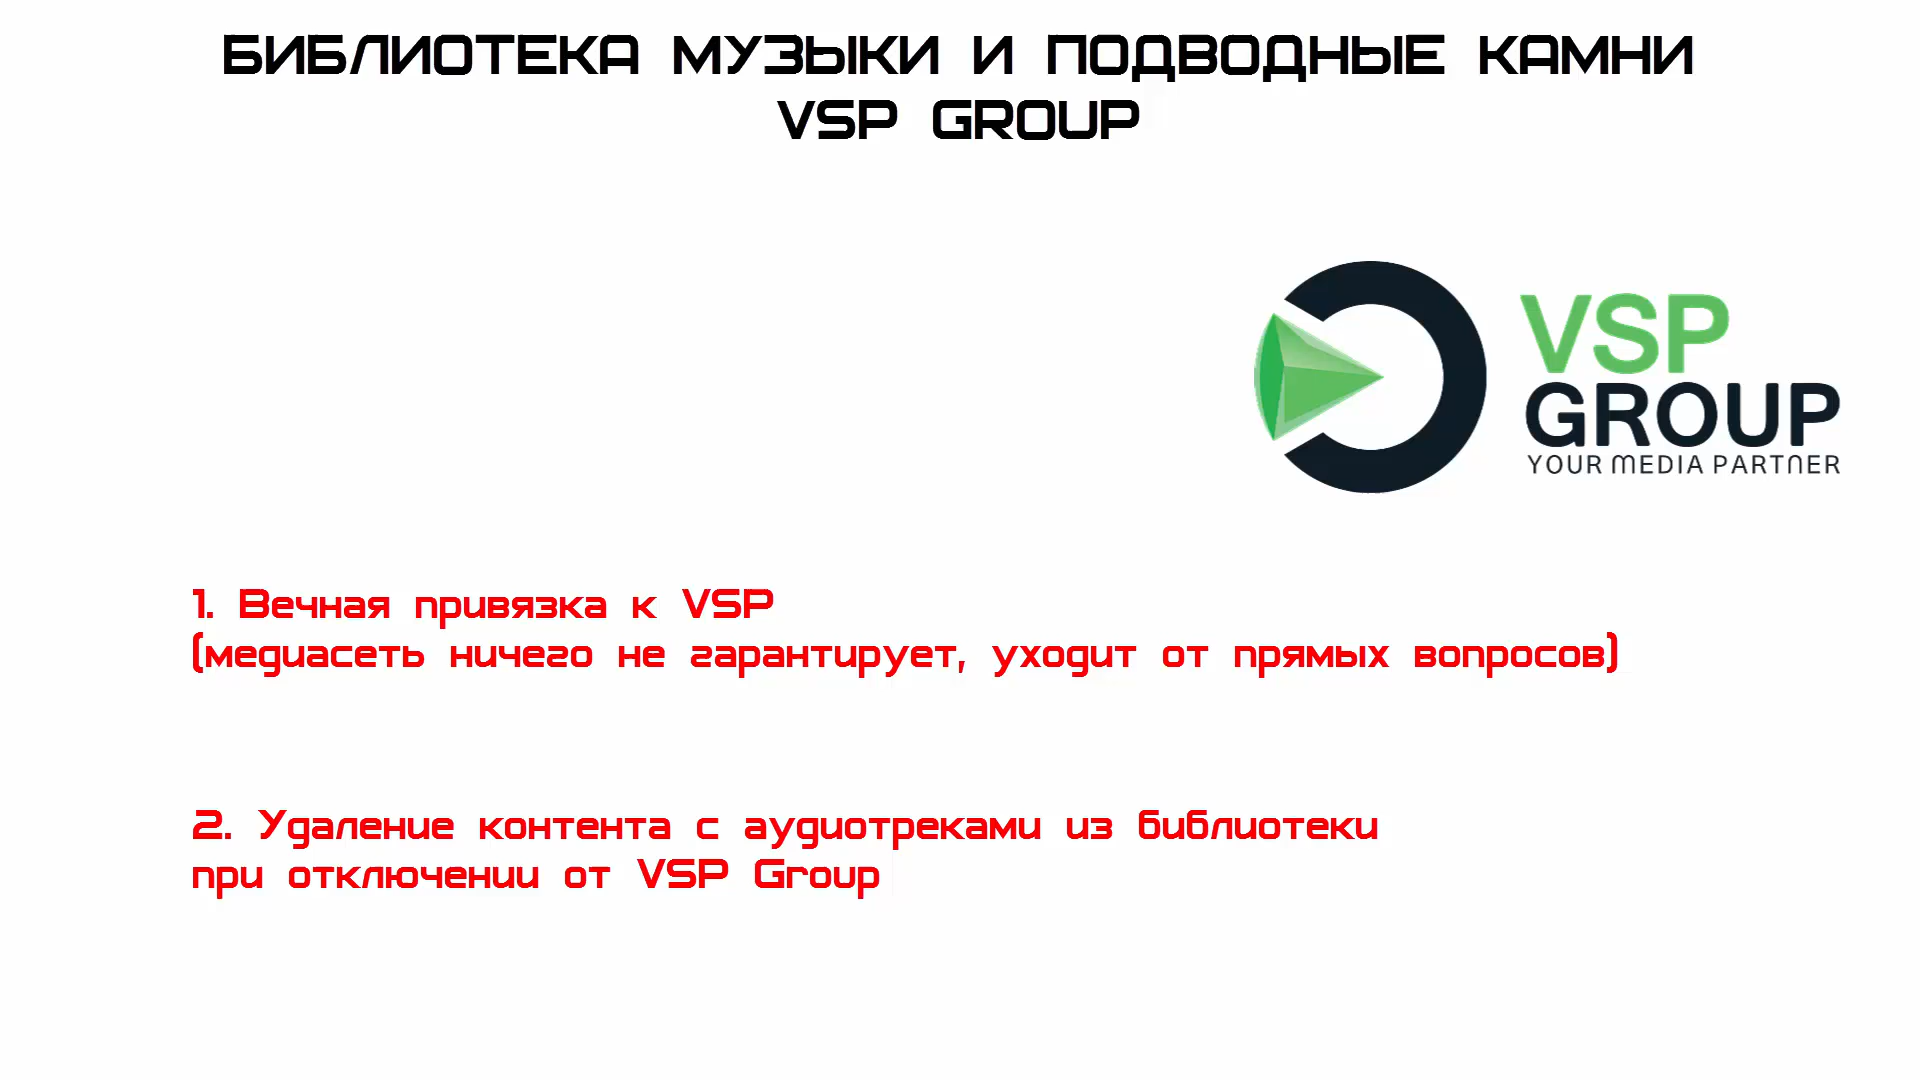 БИБЛИОТЕКА МУЗЫКИ И ПОДВОДНЫЕ КАМНИ
VSP GROUP
VSP
GROUP
YOUR MEDIA PARTNER
1. Вечная привязка к VSP
(медиасеть ничего не гарантирует, уходит от прямых вопросов)
2. Удаление контента с аудиотреками из библиотеки
при отключении от VSP Group